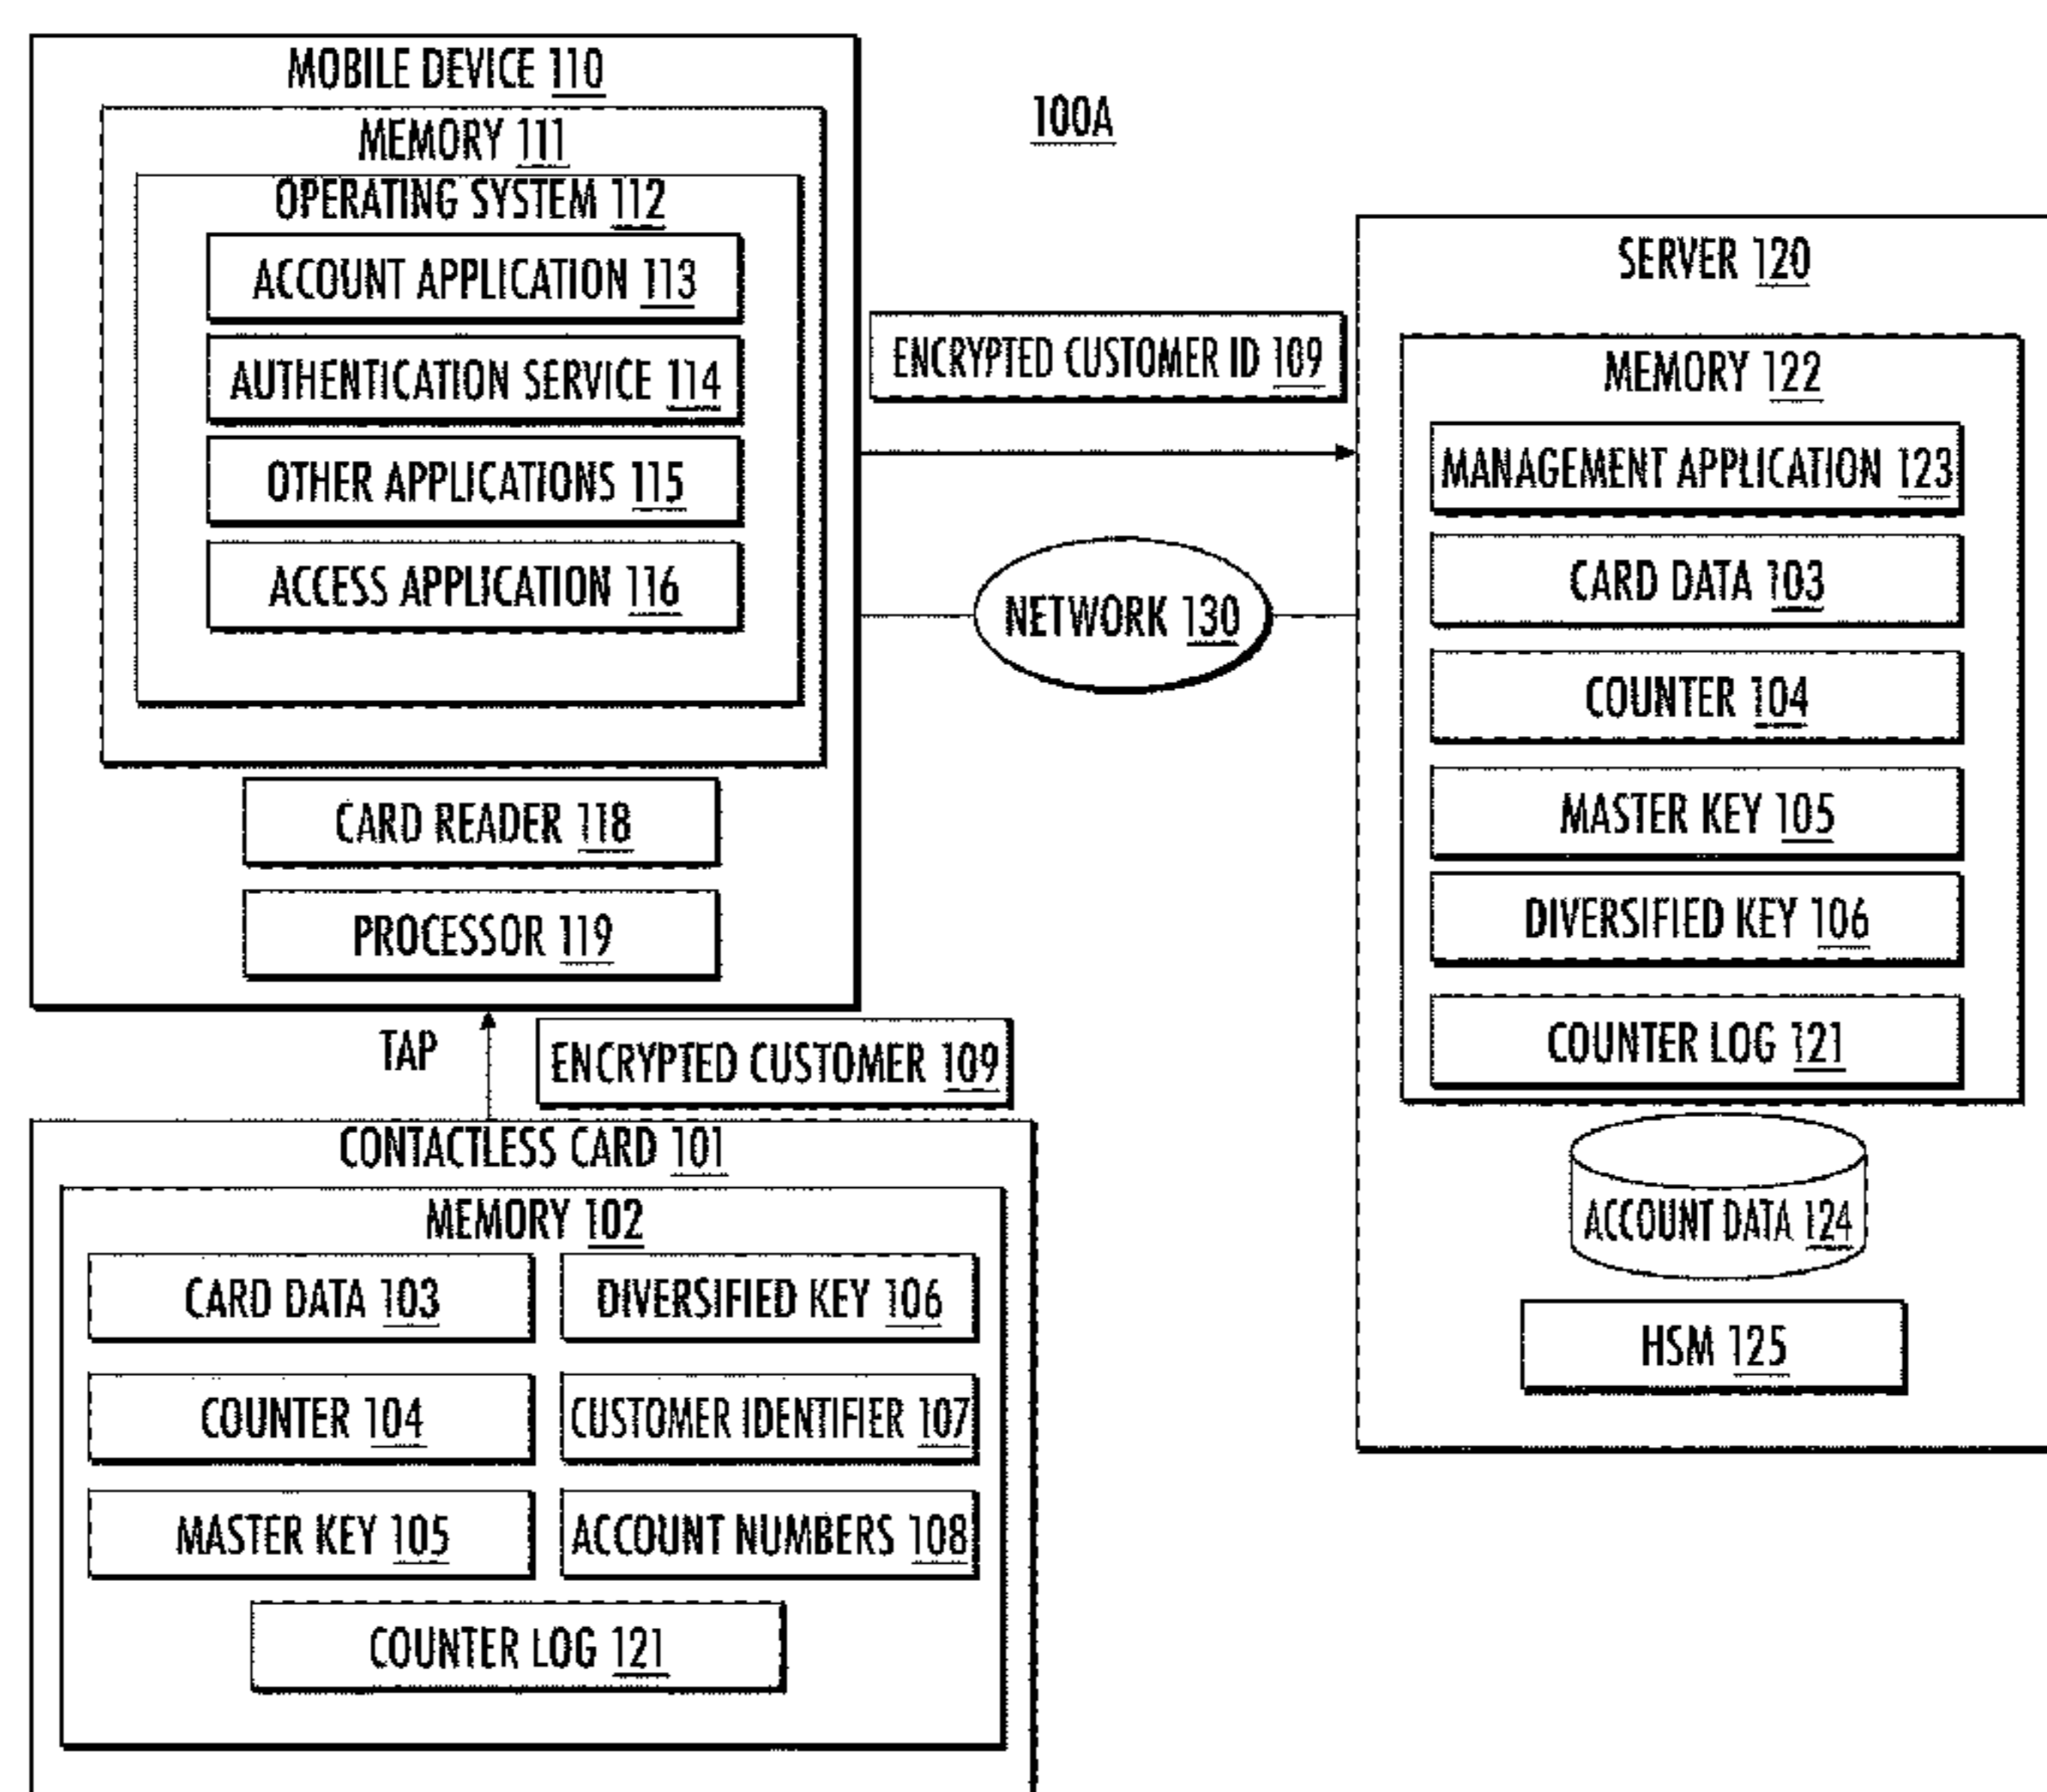 MOBILE DEVICE 110
MEMORY 111
OPERATING SYSTEM 112
ACCOUNT APPLICATION 113
AUTHENTICATION SERVICE 114
OTHER APPLICATIONS 115
ACCESS APPLICATION 116
CARD READER 118
PROCESSOR 119
100A
ENCRYPTED CUSTOMER ID 109
NETWORK 130
SERVER 120
MEMORY 122
MANAGEMENT APPLICATION 123
CARD DATA 103
COUNTER 104
MASTER KEY 105
DIVERSIFIED KEY 106
COUNTER LOG 121
ACCOUNT DATA 124
HSM 125
TAP
ENCRYPTED CUSTOMER 109
CONTACTLESS CARD 101
MEMORY 102
CARD DATA 103
DIVERSIFIED KEY 106
COUNTER 104
CUSTOMER IDENTIFIER 107
MASTER KEY 105
ACCOUNT NUMBERS 108
COUNTER LOG 121